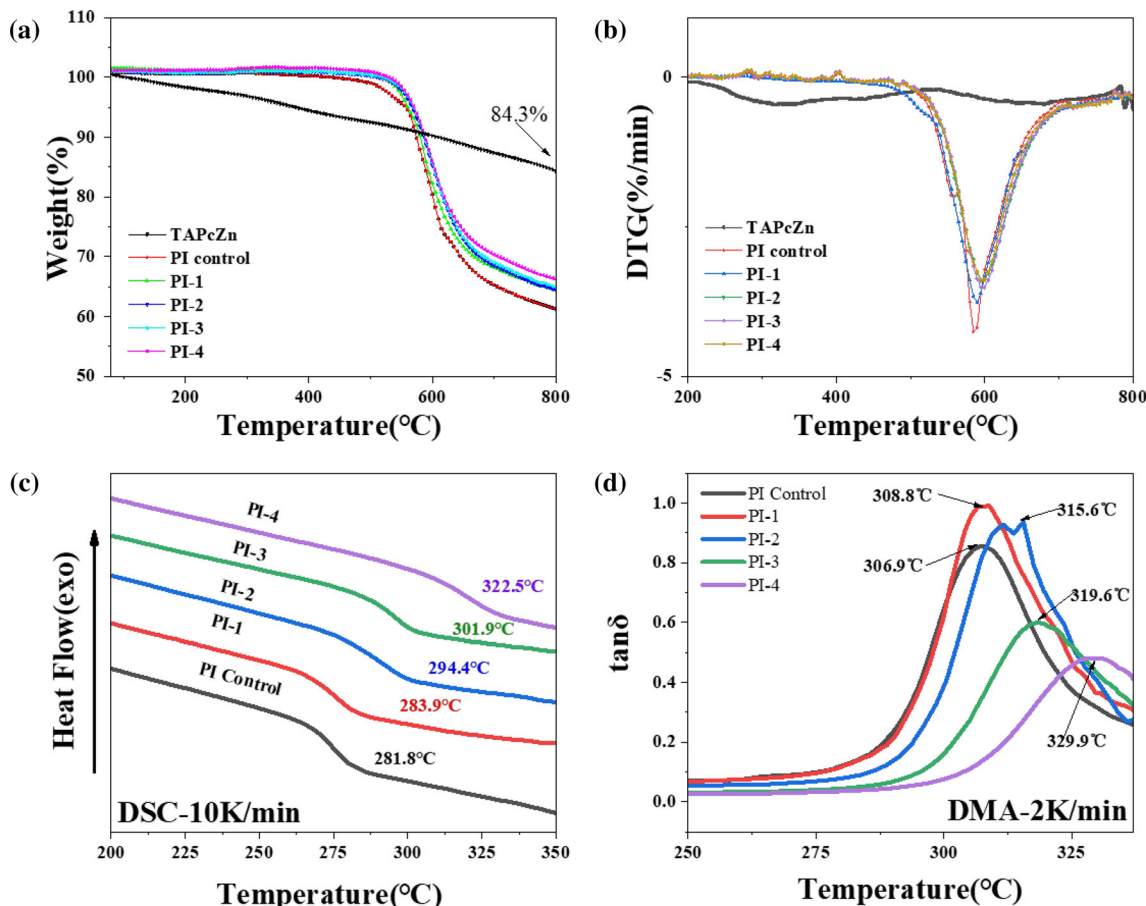 (a)
110
100
90
80
70
60
50
Weight(%)
84.3%
TAPcZn
PI control
PI-1
PI-2
PI-3
PI-4
200
400
600
800
Temperature(℃)
(b)
0
-5
DTG(%/min)
TAPcZn
PI control
PI-1
PI-2
PI-3
PI-4
200
300
400
500
600
700
800
Temperature(℃)
(c)
Heat Flow(exo)
PI-4
PI-3
PI-2
PI-1
PI Control
322.5℃
301.9℃
294.4℃
283.9℃
281.8℃
DSC-10K/min
200
225
250
275
300
325
350
Temperature(℃)
(d)
1.0
0.8
0.6
0.4
0.2
0.0
tanδ
PI Control
PI-1
PI-2
PI-3
PI-4
308.8℃
306.9℃
315.6℃
319.6℃
329.9℃
DMA-2K/min
250
275
300
325
Temperature(℃)